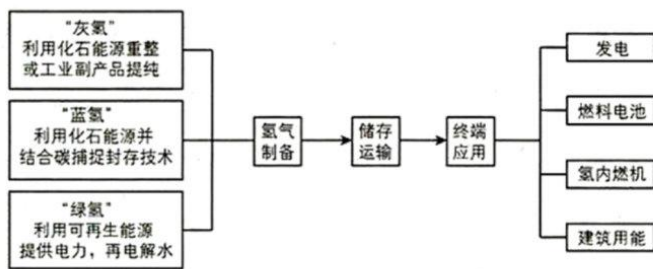 “灰氢”
利用化石能源重整
或工业副产品提纯
“蓝氢”
利用化石能源并
结合碳捕捉封存技术
“绿氢”
利用可再生能源
提供电力，再电解水
氢气
制备
储存
运输
终端
应用
发电
燃料电池
氢内燃机
建筑用能